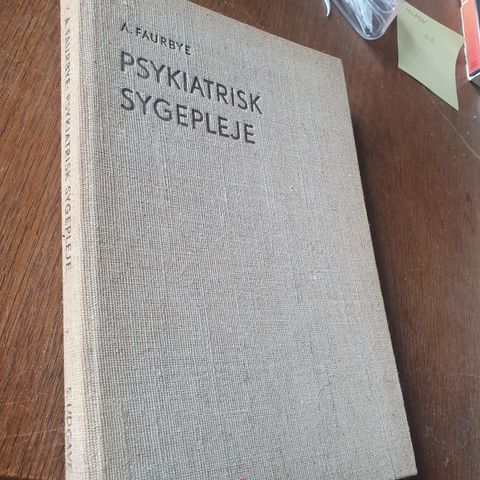 A. FAURBYE
PSYKIATRISK
SYGEPLEJE
A. FAURBYE: PSYKIATRISK SYGEPLEJE